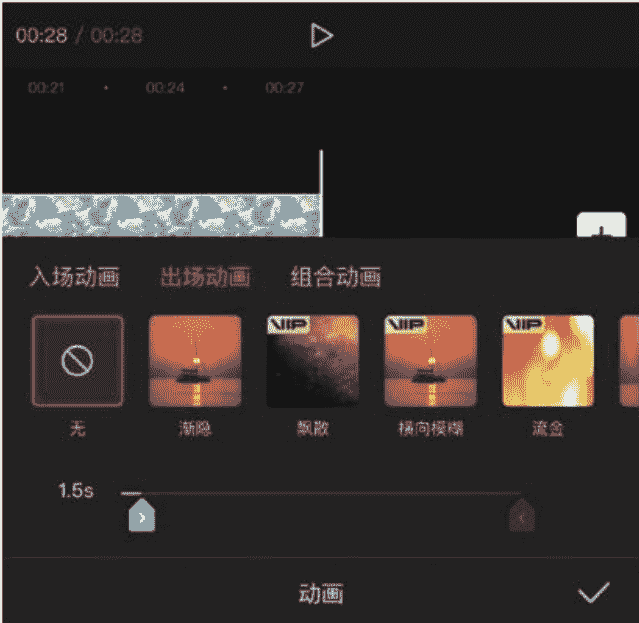 00:28 / 00:28
00:21 · 00:24 · 00:27
入场动画 出场动画 组合动画
VIP VIP VIP
无 渐隐 飘散 横向模糊 流金
1.5s
动画